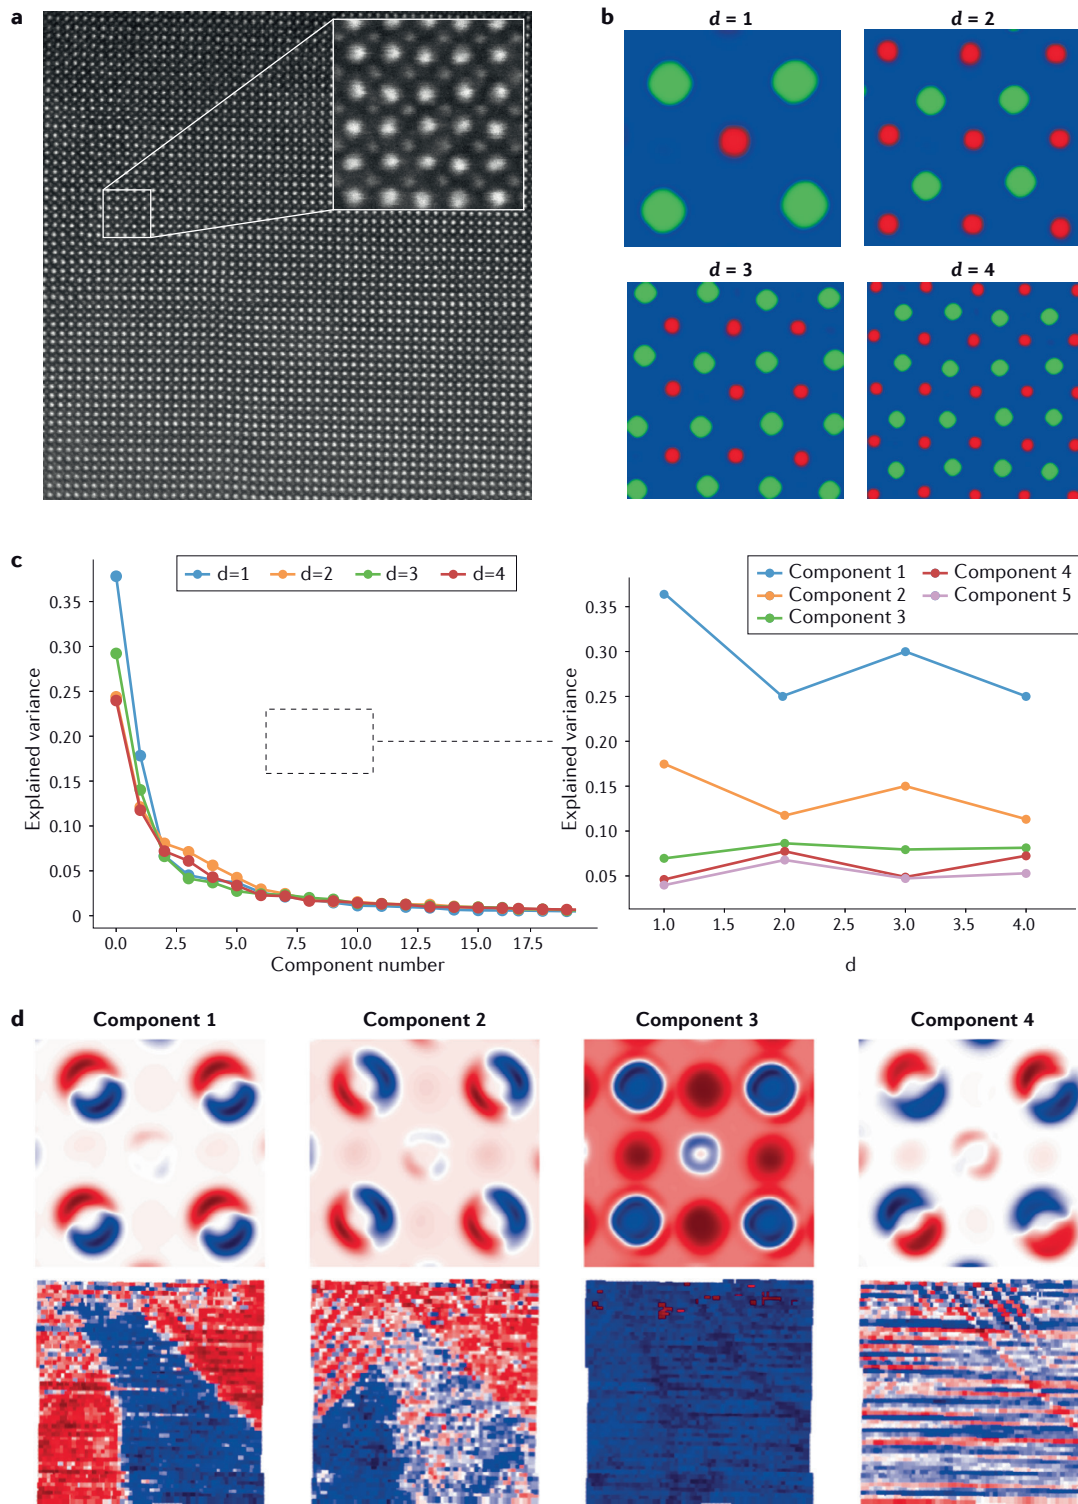 a
b
d = 1
d = 2
d = 3
d = 4
c
d=1 d=2 d=3 d=4
Explained variance
0.35
0.30
0.25
0.20
0.15
0.10
0.05
0
0.0 2.5 5.0 7.5 10.0 12.5 15.0 17.5
Component number
Component 1 Component 4
Component 2 Component 5
Component 3
Explained variance
0.35
0.30
0.25
0.20
0.15
0.10
0.05
1.0 1.5 2.0 2.5 3.0 3.5 4.0
d
d
Component 1
Component 2
Component 3
Component 4